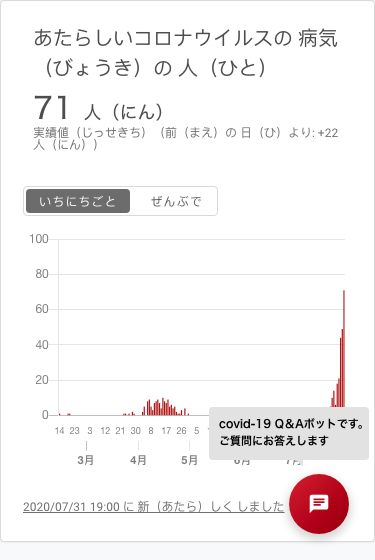 あたらしいコロナウイルスの 病気
（びょうき）の 人（ひと）
71 人（にん）
実績値（じっせきち）（前（まえ）の 日（ひ）より: +22
人（にん））
いちにちごと ぜんぶで
100
80
60
40
20
0
14 23 3 12 21 30 8 17 26 5
3月 4月 5月 6月 7月
covid-19 Q&Aボットです。
ご質問にお答えします
2020/07/31 19:00 に 新（あたら）しく しました